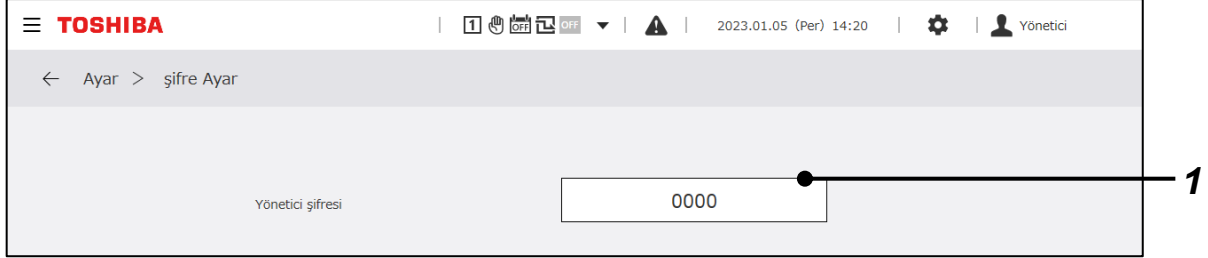 TOSHIBA 1 OFF OFF 2023.01.05 (Per) 14:20 Yönetici
Ayar > şifre Ayar
Yönetici şifresi 0000
1